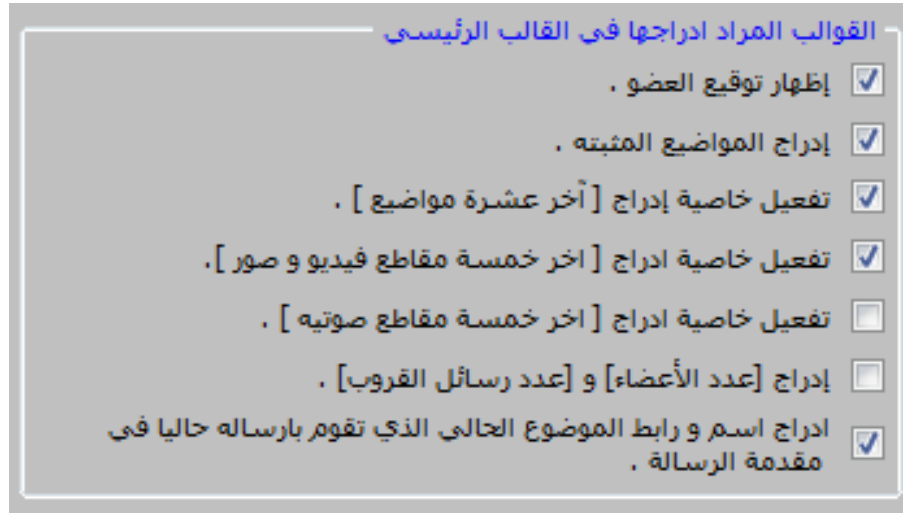 القوالب المراد ادراجها في القالب الرئيسي
إظهار توقيع العضو .
إدراج المواضيع المثبته .
تفعيل خاصية إدراج [ آخر عشرة مواضيع ] .
تفعيل خاصية ادراج [ اخر خمسة مقاطع فيديو و صور ].
تفعيل خاصية ادراج [ اخر خمسة مقاطع صوتيه ] .
إدراج [عدد الأعضاء] و [عدد رسائل القروب] .
ادراج اسم و رابط الموضوع الحالي الذي تقوم بارساله حاليا في
مقدمة الرسالة .